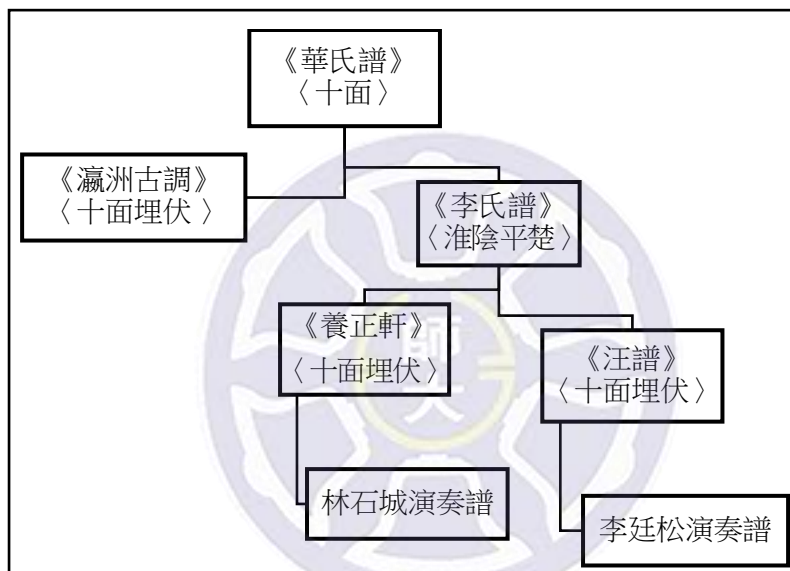 《華氏譜》
〈十面〉
《瀛洲古調》
〈十面埋伏〉
《李氏譜》
〈淮陰平楚〉
《養正軒》
〈十面埋伏〉
《汪譜》
〈十面埋伏〉
林石城演奏譜
李廷松演奏譜
師大